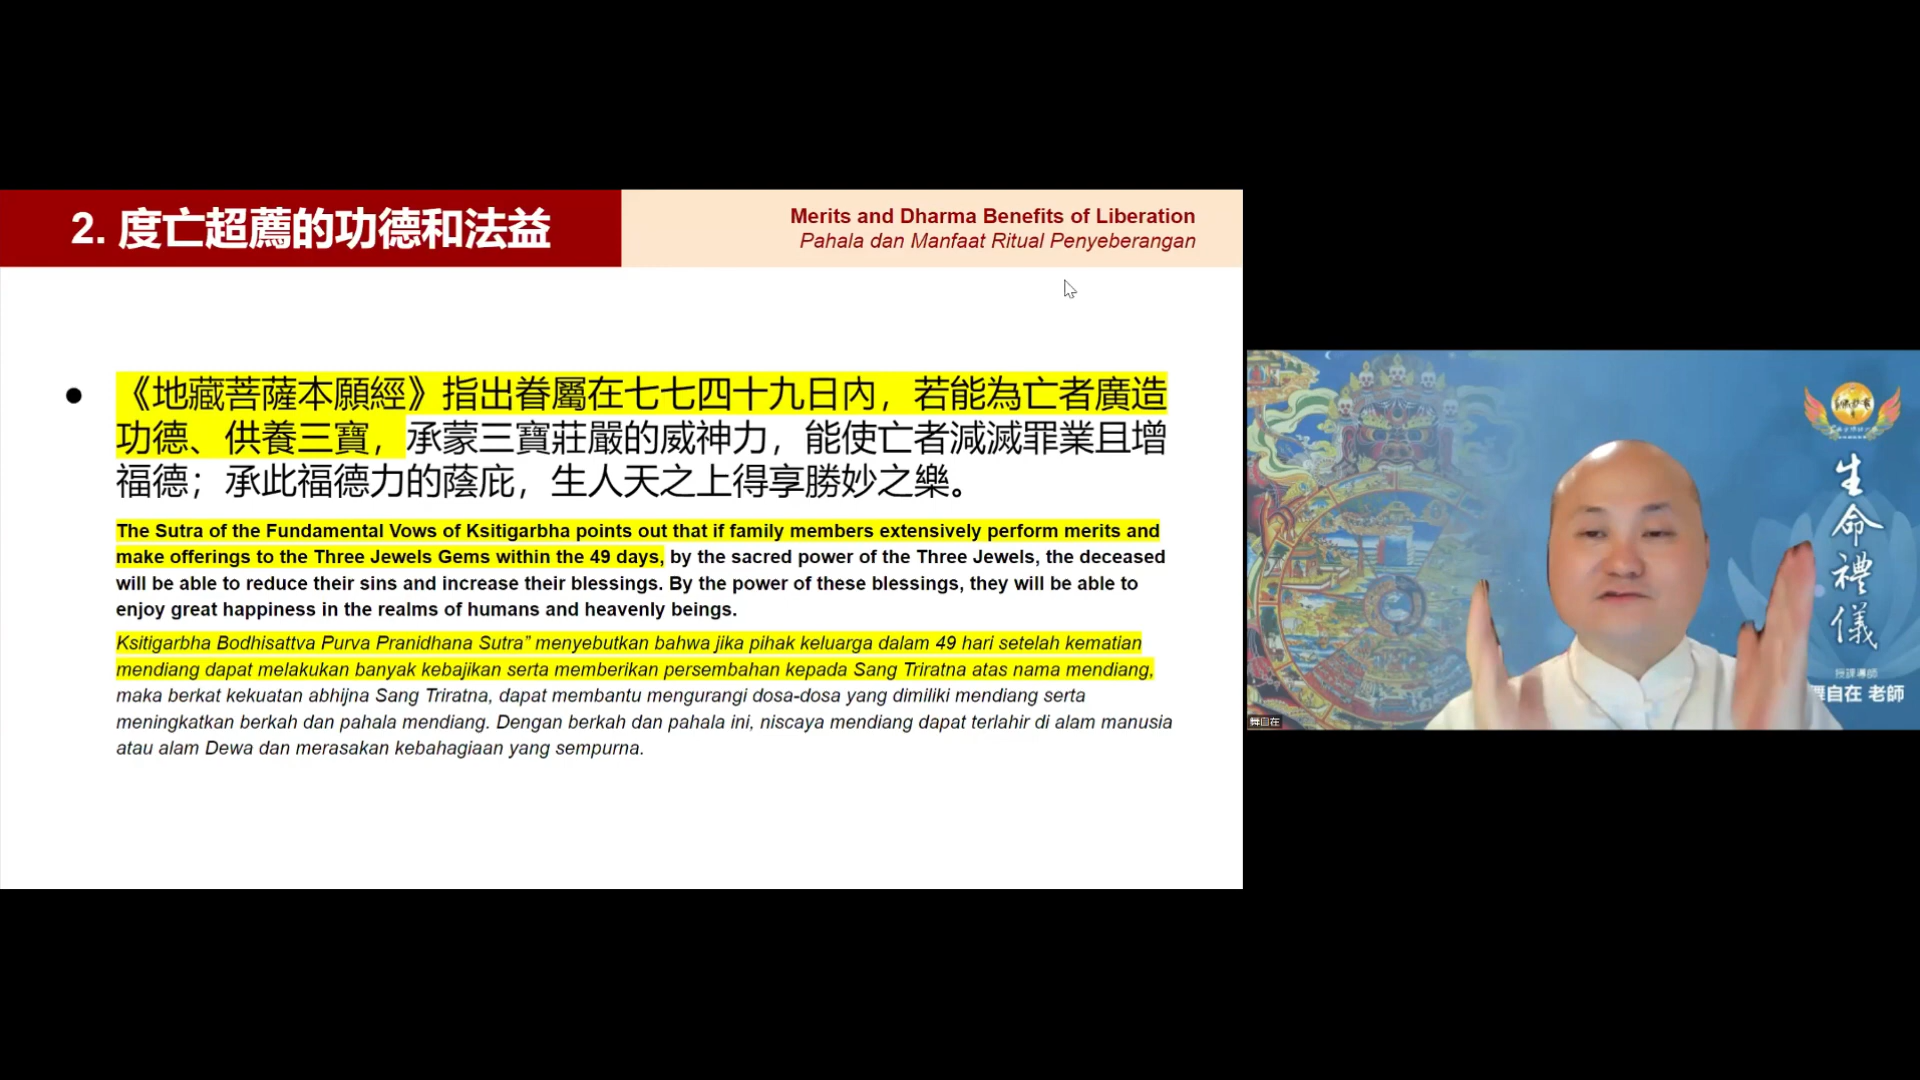 2. 度亡超薦的功德和法益
Merits and Dharma Benefits of Liberation
Pahala dan Manfaat Ritual Penyeberangan
● 《地藏菩薩本願經》指出眷屬在七七四十九日內，若能為亡者廣造
功德、供養三寶，承蒙三寶莊嚴的威神力，能使亡者減滅罪業且增
福德；承此福德力的蔭庇，生人天之上得享勝妙之樂。
The Sutra of the Fundamental Vows of Ksitigarbha points out that if family members extensively perform merits and
make offerings to the Three Jewels Gems within the 49 days, by the sacred power of the Three Jewels, the deceased
will be able to reduce their sins and increase their blessings. By the power of these blessings, they will be able to
enjoy great happiness in the realms of humans and heavenly beings.
Ksitigarbha Bodhisattva Purva Pranidhana Sutra” menyebutkan bahwa jika pihak keluarga dalam 49 hari setelah kematian
mendiang dapat melakukan banyak kebajikan serta memberikan persembahan kepada Sang Triratna atas nama mendiang,
maka berkat kekuatan abhijna Sang Triratna, dapat membantu mengurangi dosa-dosa yang dimiliki mendiang serta
meningkatkan berkah dan pahala mendiang. Dengan berkah dan pahala ini, niscaya mendiang dapat terlahir di alam manusia
atau alam Dewa dan merasakan kebahagiaan yang sempurna.
生命禮儀
授課導師
舞自在 老師
舞自在